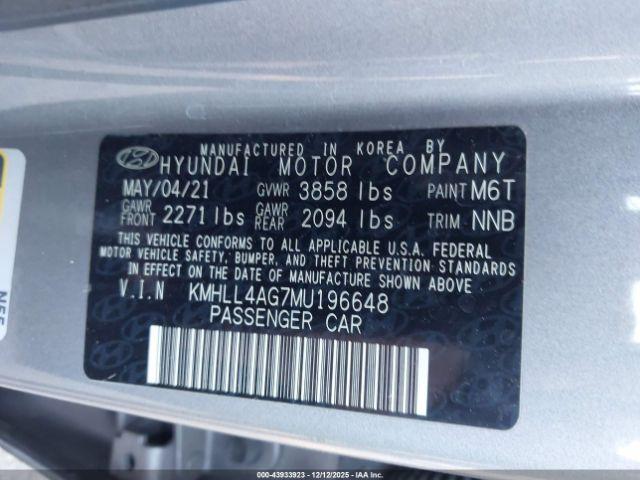 MANUFACTURED IN KOREA BY
HYUNDAI MOTOR COMPANY
MAY/04/21 GVWR 3858 lbs PAINT M6T
GAWR FRONT 2271 lbs GAWR REAR 2094 lbs TRIM NNB
THIS VEHICLE CONFORMS TO ALL APPLICABLE U.S.A. FEDERAL
MOTOR VEHICLE SAFETY, BUMPER, AND THEFT PREVENTION STANDARDS
IN EFFECT ON THE DATE OF MANUFACTURE SHOWN ABOVE.
V.I.N KMHLL4AG7MU196648
PASSENGER CAR
000-43933923 - 12/12/2025 - IAA